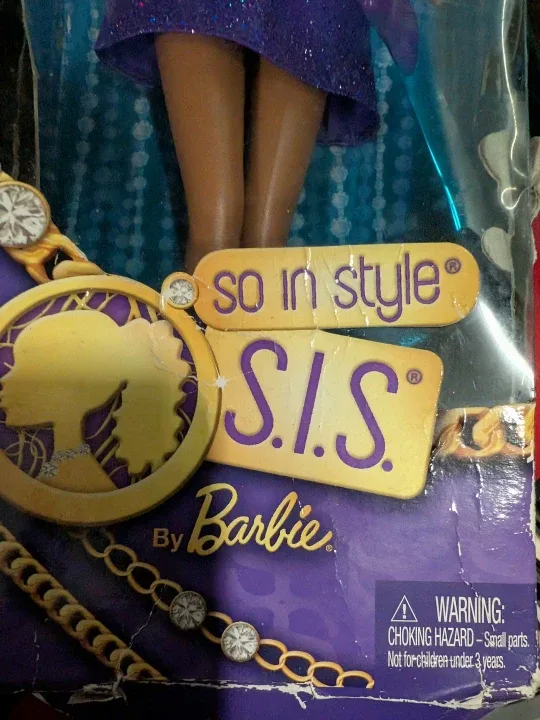 so in style®
S.I.S.®
By Barbie®
WARNING:
CHOKING HAZARD – Small parts.
Not for children under 3 years.